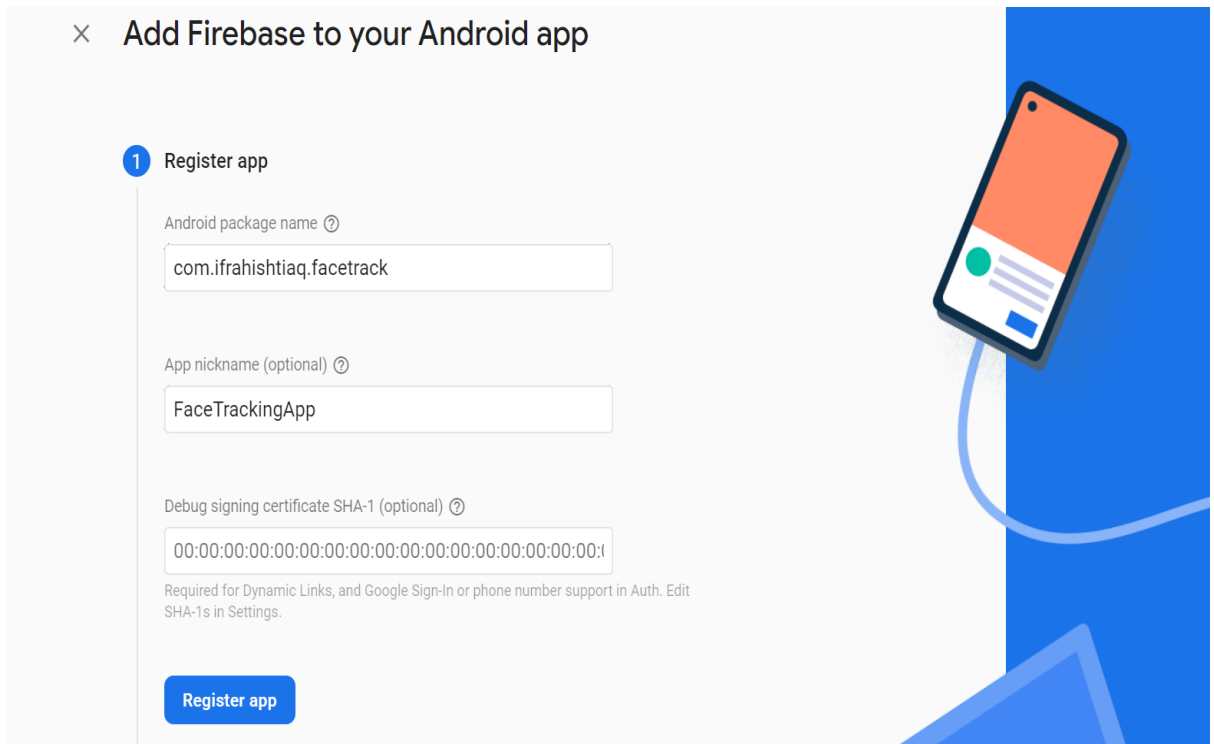 Add Firebase to your Android app
1 Register app
Android package name
com.ifrahishtiaq.facetrack
App nickname (optional)
FaceTrackingApp
Debug signing certificate SHA-1 (optional)
00:00:00:00:00:00:00:00:00:00:00:00:00:00:00:00:00:(
Required for Dynamic Links, and Google Sign-In or phone number support in Auth. Edit
SHA-1s in Settings.
Register app